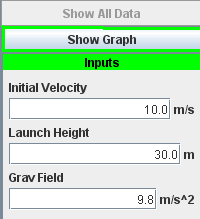 Show All Data
Show Graph
Inputs
Initial Velocity
10.0 m/s
Launch Height
30.0 m
Grav Field
9.8 m/s^2